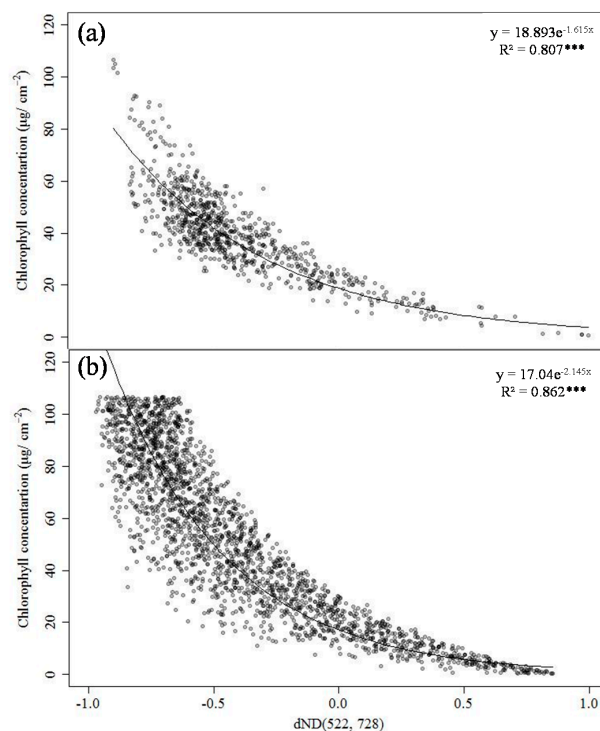 (a)
y = 18.893e^-1.615x
R² = 0.807***
Chlorophyll concentartion (μg/ cm⁻²)
120
100
80
60
40
20
0
(b)
y = 17.04e^-2.145x
R² = 0.862***
Chlorophyll concentartion (μg/ cm⁻²)
120
100
80
60
40
20
0
-1.0 -0.5 0.0 0.5 1.0
dND(522, 728)